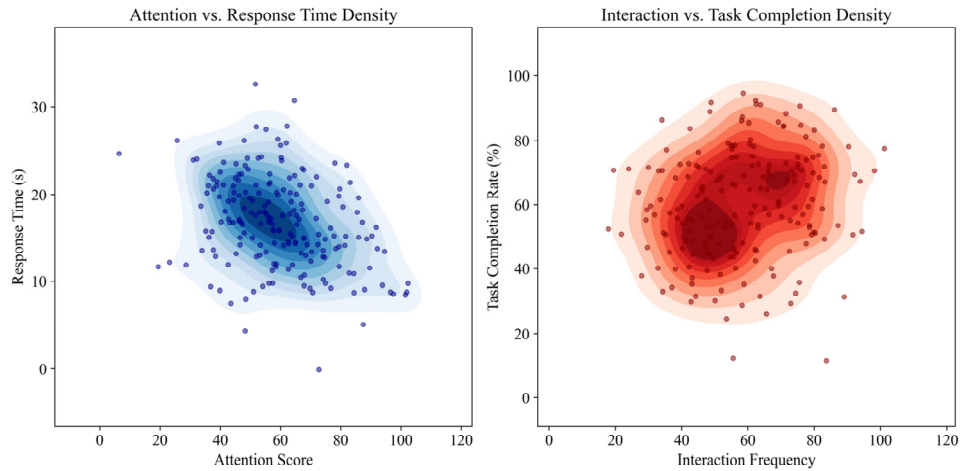 Attention vs. Response Time Density
Response Time (s)
30
20
10
0
0 20 40 60 80 100 120
Attention Score
Interaction vs. Task Completion Density
Task Completion Rate (%)
100
80
60
40
20
0
0 20 40 60 80 100 120
Interaction Frequency